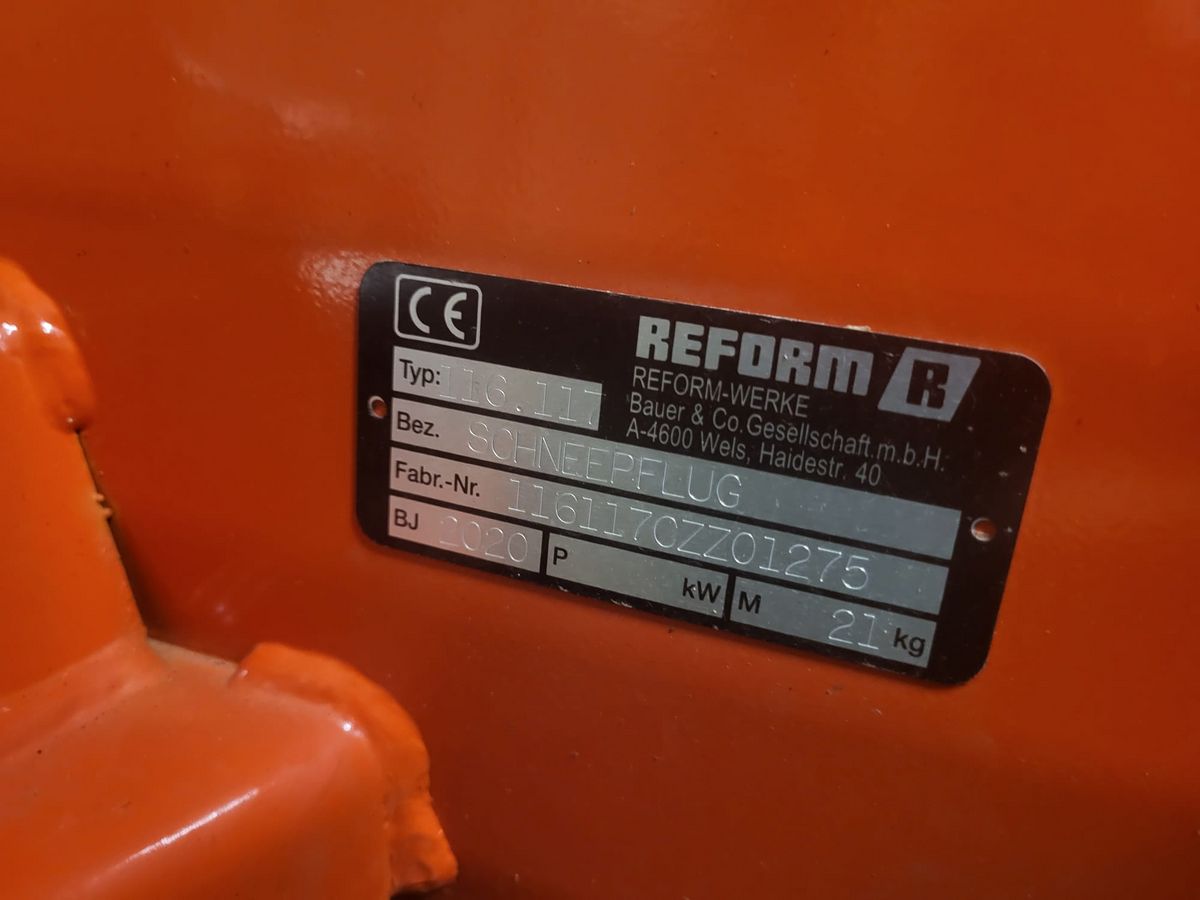 CE
REFORM R
REFORM-WERKE
Bauer & Co. Gesellschaft.m.b.H.
A-4600 Wels, Haidestr. 40
Typ: 116.117
Bez. SCHNEEPFLUG
Fabr.-Nr. 116117CZZ01275
BJ 2020 P kW M 21 kg